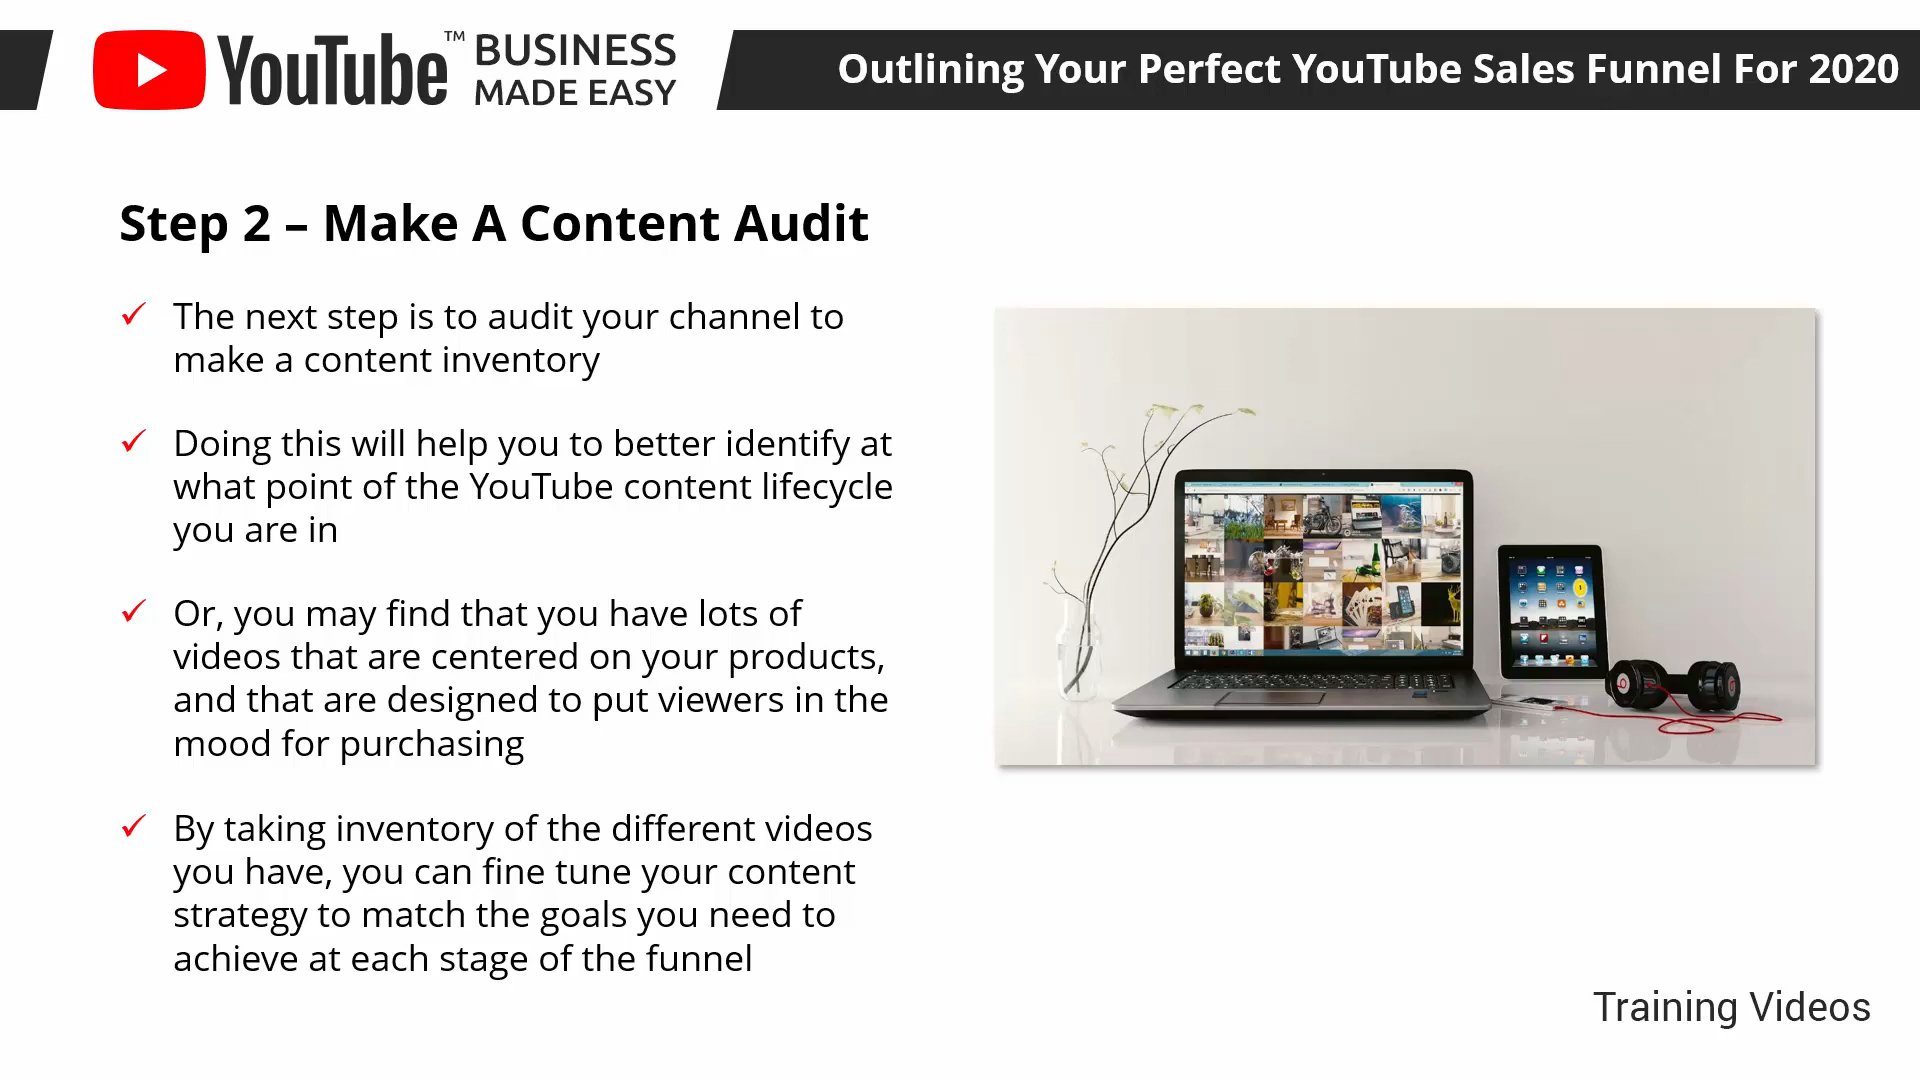 YouTube™ BUSINESS
MADE EASY
Outlining Your Perfect YouTube Sales Funnel For 2020
Step 2 – Make A Content Audit
The next step is to audit your channel to
make a content inventory
Doing this will help you to better identify at
what point of the YouTube content lifecycle
you are in
Or, you may find that you have lots of
videos that are centered on your products,
and that are designed to put viewers in the
mood for purchasing
By taking inventory of the different videos
you have, you can fine tune your content
strategy to match the goals you need to
achieve at each stage of the funnel
Training Videos